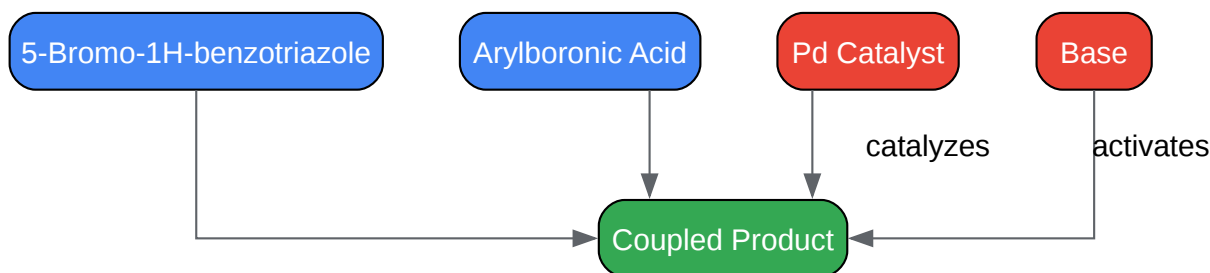 5-Bromo-1H-benzotriazole
Arylboronic Acid
Pd Catalyst
Base
catalyzes
activates
Coupled Product